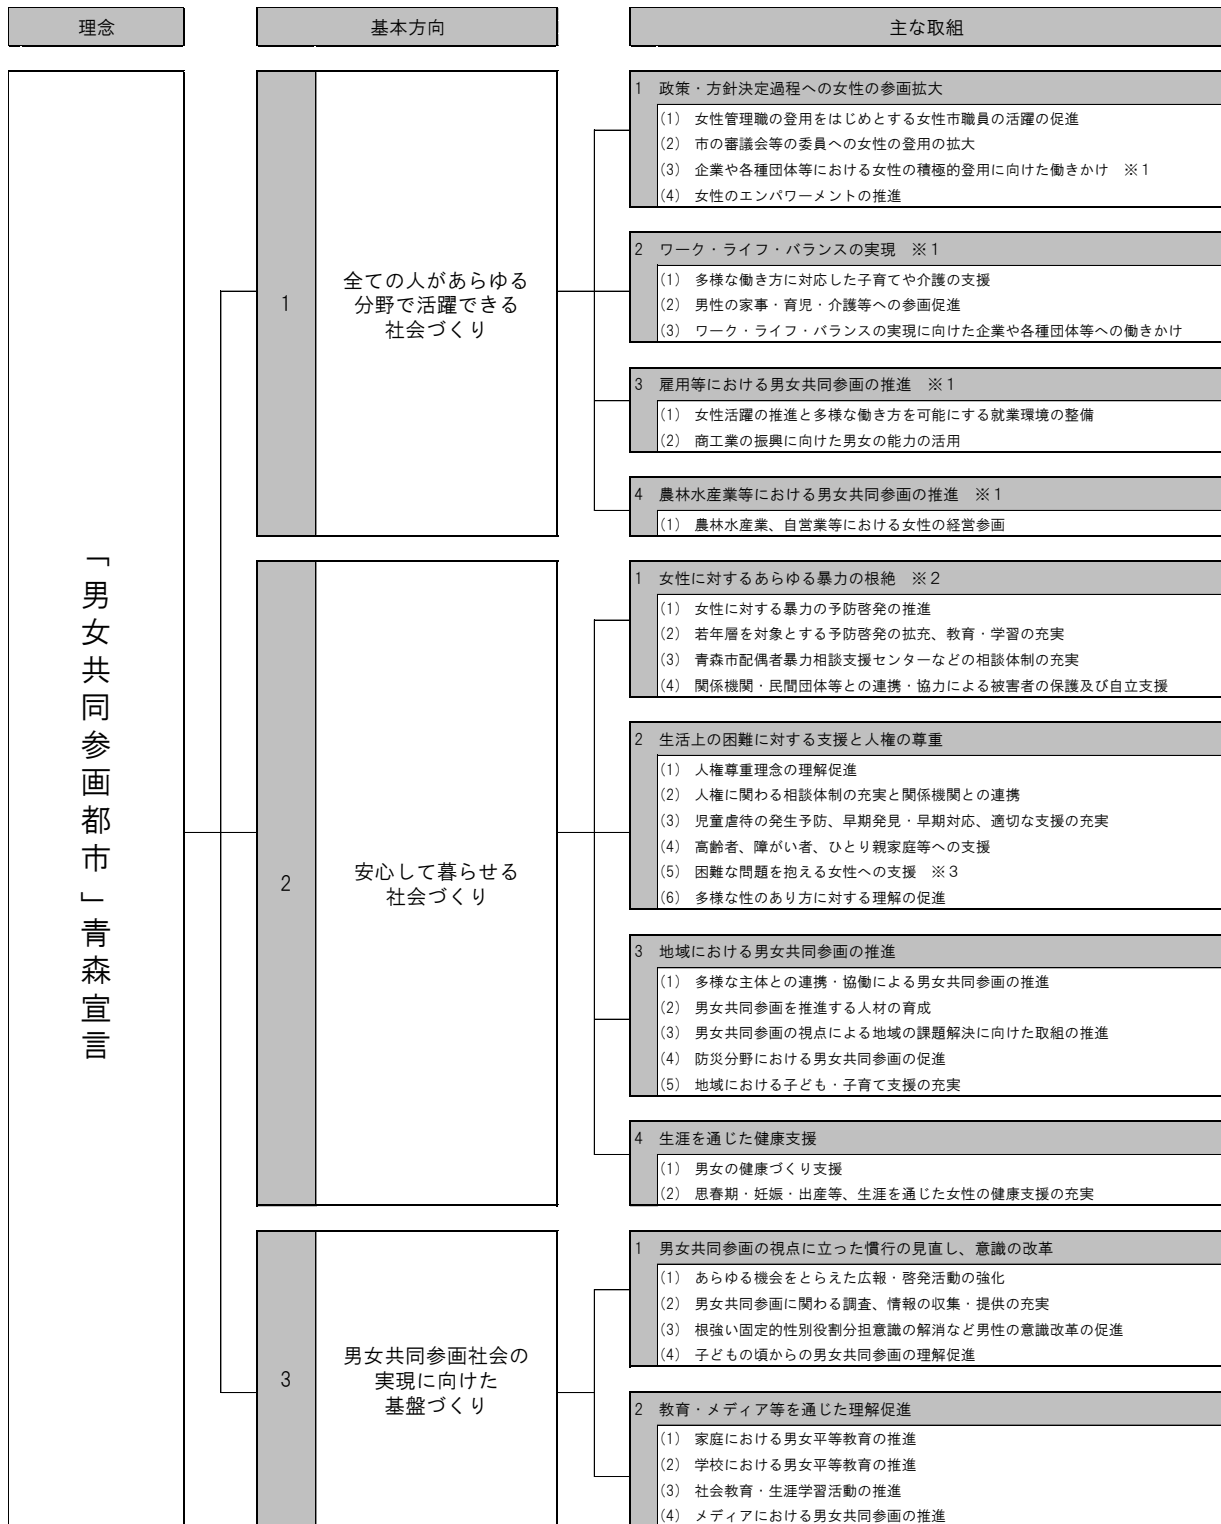 理念
基本方向
主な取組
「男女共同参画都市」青森宣言
1
全ての人があらゆる
分野で活躍できる
社会づくり
1 政策・方針決定過程への女性の参画拡大
(1) 女性管理職の登用をはじめとする女性市職員の活躍の促進
(2) 市の審議会等の委員への女性の登用の拡大
(3) 企業や各種団体等における女性の積極的登用に向けた働きかけ ※1
(4) 女性のエンパワーメントの推進
2 ワーク・ライフ・バランスの実現 ※1
(1) 多様な働き方に対応した子育てや介護の支援
(2) 男性の家事・育児・介護等への参画促進
(3) ワーク・ライフ・バランスの実現に向けた企業や各種団体等への働きかけ
3 雇用等における男女共同参画の推進 ※1
(1) 女性活躍の推進と多様な働き方を可能にする就業環境の整備
(2) 商工業の振興に向けた男女の能力の活用
4 農林水産業等における男女共同参画の推進 ※1
(1) 農林水産業、自営業等における女性の経営参画
2
安心して暮らせる
社会づくり
1 女性に対するあらゆる暴力の根絶 ※2
(1) 女性に対する暴力の予防啓発の推進
(2) 若年層を対象とする予防啓発の拡充、教育・学習の充実
(3) 青森市配偶者暴力相談支援センターなどの相談体制の充実
(4) 関係機関・民間団体等との連携・協力による被害者の保護及び自立支援
2 生活上の困難に対する支援と人権の尊重
(1) 人権尊重理念の理解促進
(2) 人権に関わる相談体制の充実と関係機関との連携
(3) 児童虐待の発生予防、早期発見・早期対応、適切な支援の充実
(4) 高齢者、障がい者、ひとり親家庭等への支援
(5) 困難な問題を抱える女性への支援 ※3
(6) 多様な性のあり方に対する理解の促進
3 地域における男女共同参画の推進
(1) 多様な主体との連携・協働による男女共同参画の推進
(2) 男女共同参画を推進する人材の育成
(3) 男女共同参画の視点による地域の課題解決に向けた取組の推進
(4) 防災分野における男女共同参画の促進
(5) 地域における子ども・子育て支援の充実
4 生涯を通じた健康支援
(1) 男女の健康づくり支援
(2) 思春期・妊娠・出産等、生涯を通じた女性の健康支援の充実
3
男女共同参画社会の
実現に向けた
基盤づくり
1 男女共同参画の視点に立った慣行の見直し、意識の改革
(1) あらゆる機会をとらえた広報・啓発活動の強化
(2) 男女共同参画に関わる調査、情報の収集・提供の充実
(3) 根強い固定的性別役割分担意識の解消など男性の意識改革の促進
(4) 子どもの頃からの男女共同参画の理解促進
2 教育・メディア等を通じた理解促進
(1) 家庭における男女平等教育の推進
(2) 学校における男女平等教育の推進
(3) 社会教育・生涯学習活動の推進
(4) メディアにおける男女共同参画の推進